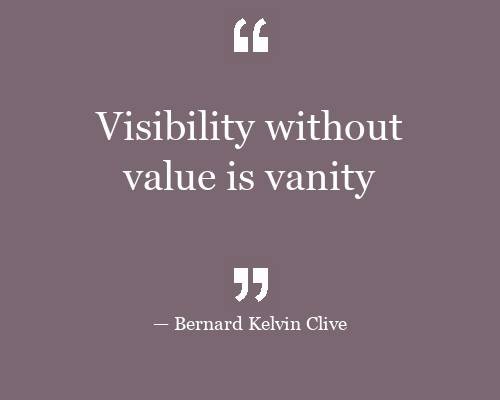 “
Visibility without
value is vanity
”
— Bernard Kelvin Clive